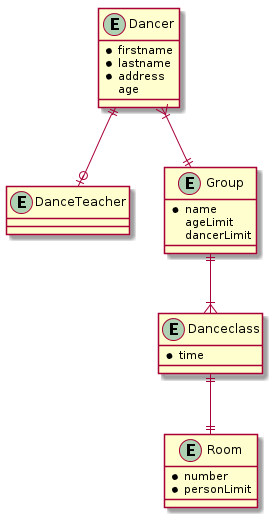 E Dancer
firstname
lastname
address
age
E DanceTeacher
E Group
name
ageLimit
dancerLimit
E Danceclass
time
E Room
number
personLimit